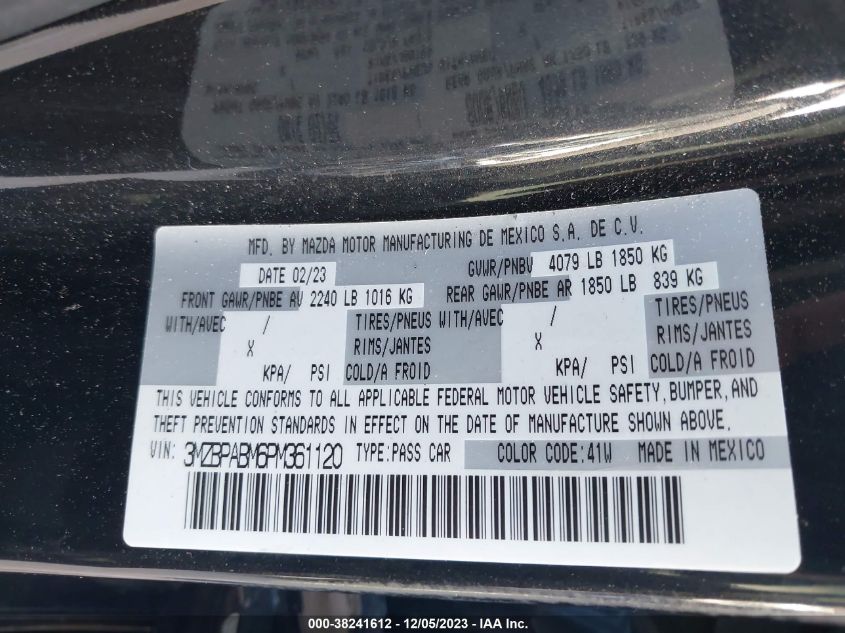 MFD. BY MAZDA MOTOR MANUFACTURING DE MEXICO S.A. DE C.V.
DATE 02/23 GVWR/PNBV 4079 LB 1850 KG
FRONT GAWR/PNBE AV 2240 LB 1016 KG REAR GAWR/PNBE AR 1850 LB 839 KG
WITH/AVEC / TIRES/PNEUS WITH/AVEC / TIRES/PNEUS
X RIMS/JANTES X RIMS/JANTES
KPA/ PSI COLD/A FROID KPA/ PSI COLD/A FROID
THIS VEHICLE CONFORMS TO ALL APPLICABLE FEDERAL MOTOR VEHICLE SAFETY, BUMPER, AND
THEFT PREVENTION STANDARDS IN EFFECT ON THE DATE OF MANUFACTURE SHOWN ABOVE.
VIN: 3MZBPABM6PM361120 TYPE:PASS CAR COLOR CODE:41W MADE IN MEXICO
000-38241612 - 12/05/2023 - IAA Inc.